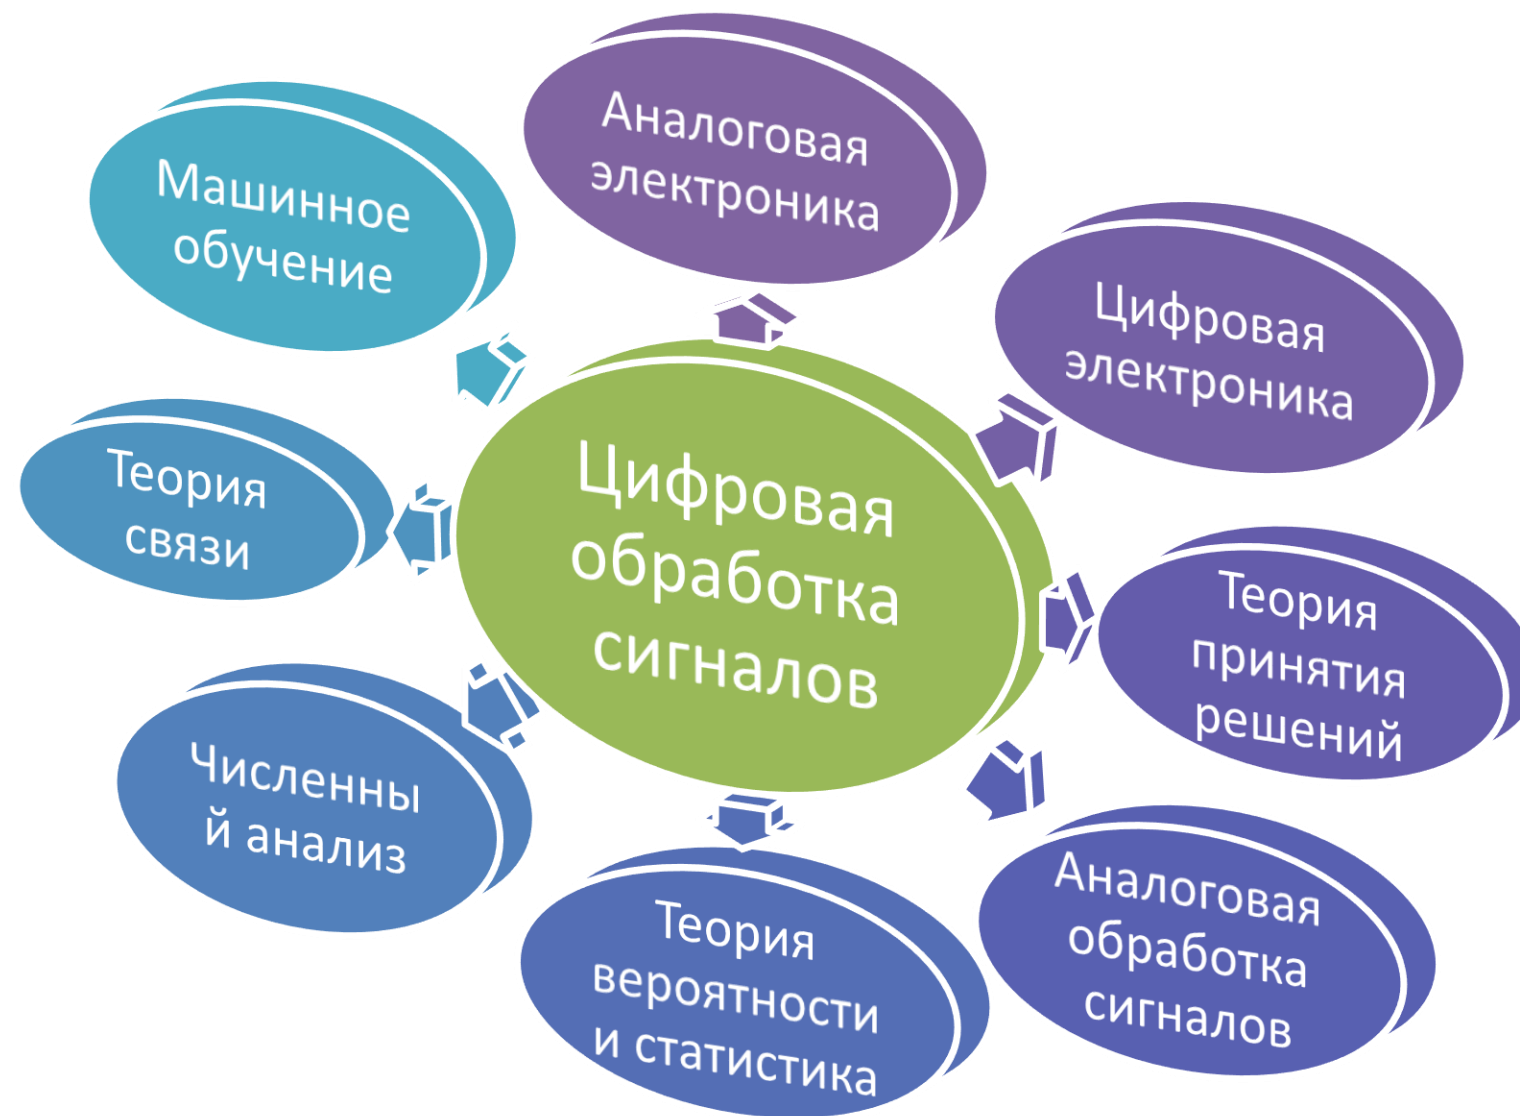 Аналоговая
электроника
Машинное
обучение
Цифровая
электроника
Теория
связи
Цифровая
обработка
сигналов
Теория
принятия
решений
Численны
й анализ
Аналоговая
обработка
сигналов
Теория
вероятности
и статистика